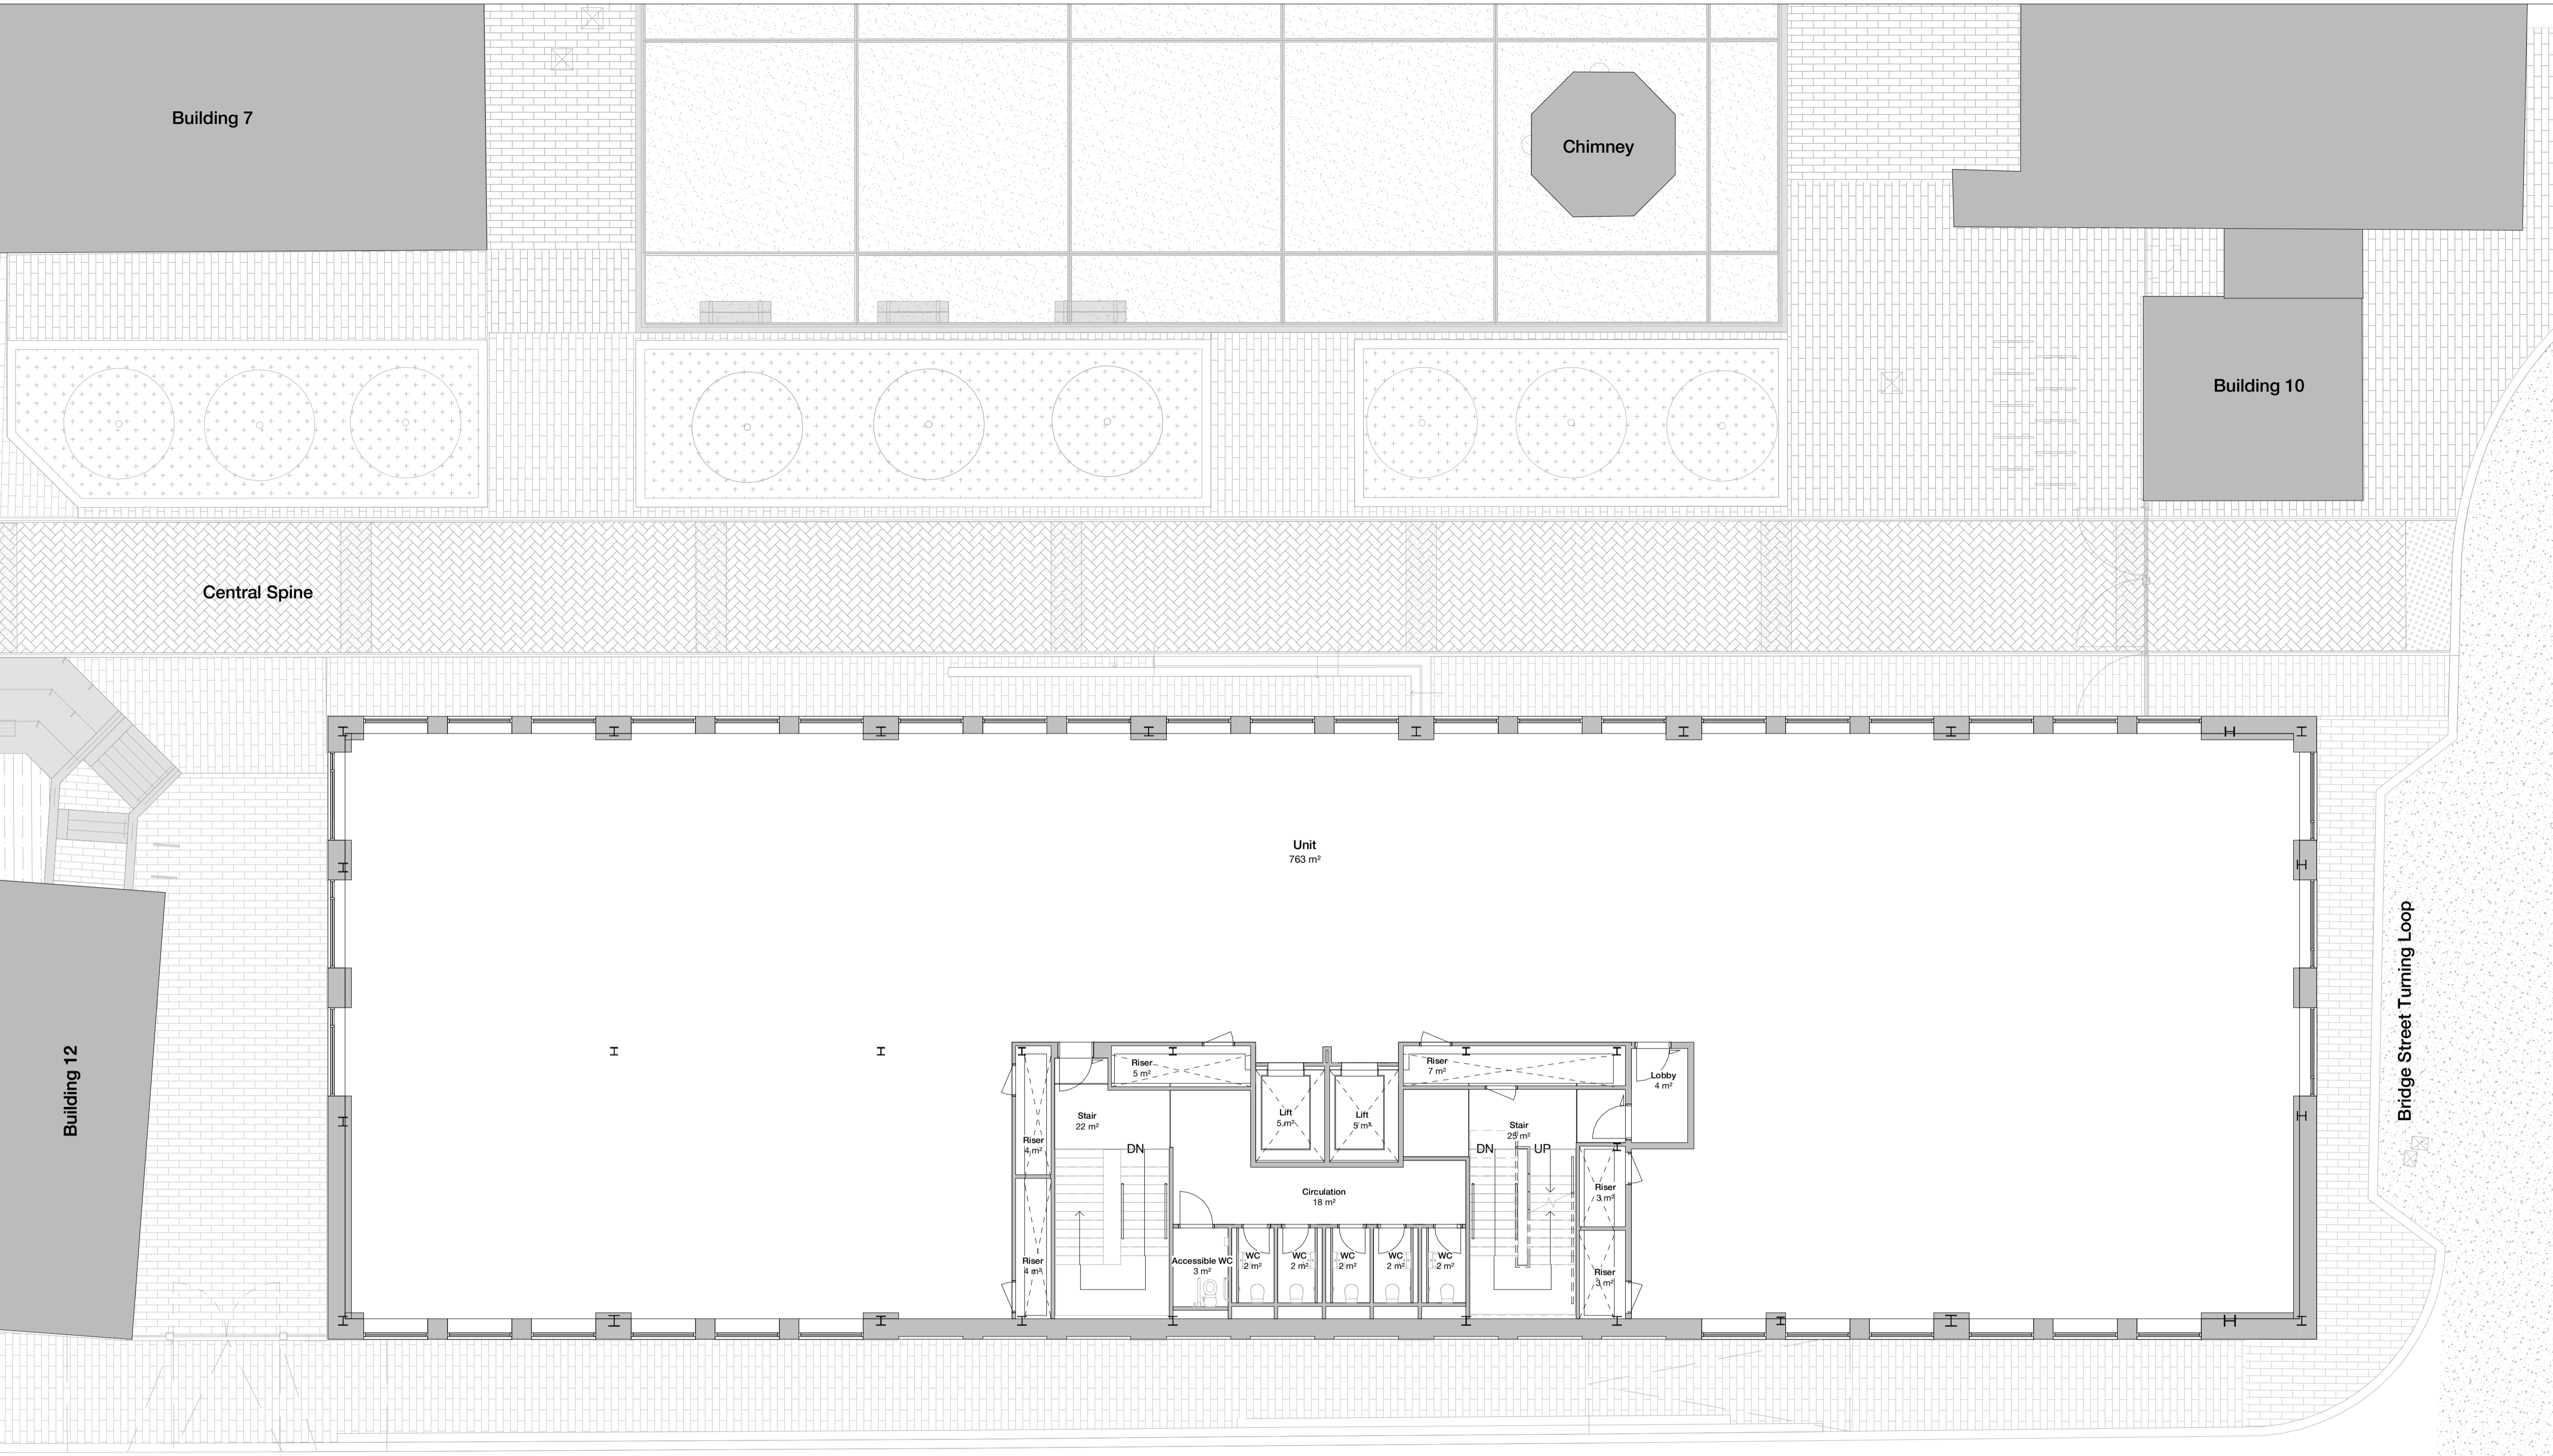 Building 7
Chimney
Building 10
Central Spine
Unit
763 m²
Building 12
Bridge Street Turning Loop
Riser
5 m²
Riser
7 m²
Lobby
4 m²
Stair
22 m²
Lift
5 m²
Lift
5 m²
Stair
25 m²
Riser
4 m²
DN
DN
UP
Circulation
18 m²
Riser
3 m²
Accessible WC
3 m²
WC
2 m²
WC
2 m²
WC
2 m²
WC
2 m²
WC
2 m²
Riser
4 m²
Riser
3 m²